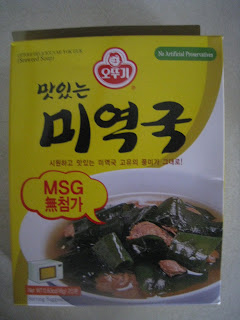 No Artificial Preservatives
오뚜기
맛있는
미역국
시원하고 맛있는 미역국 고유의 풍미가 그대로!
MSG
無첨가